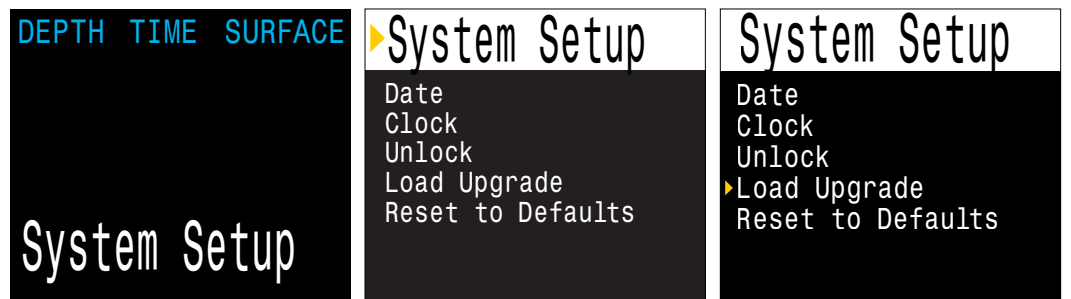 DEPTH TIME SURFACE
System Setup
System Setup
Date
Clock
Unlock
Load Upgrade
Reset to Defaults
System Setup
Date
Clock
Unlock
Load Upgrade
Reset to Defaults